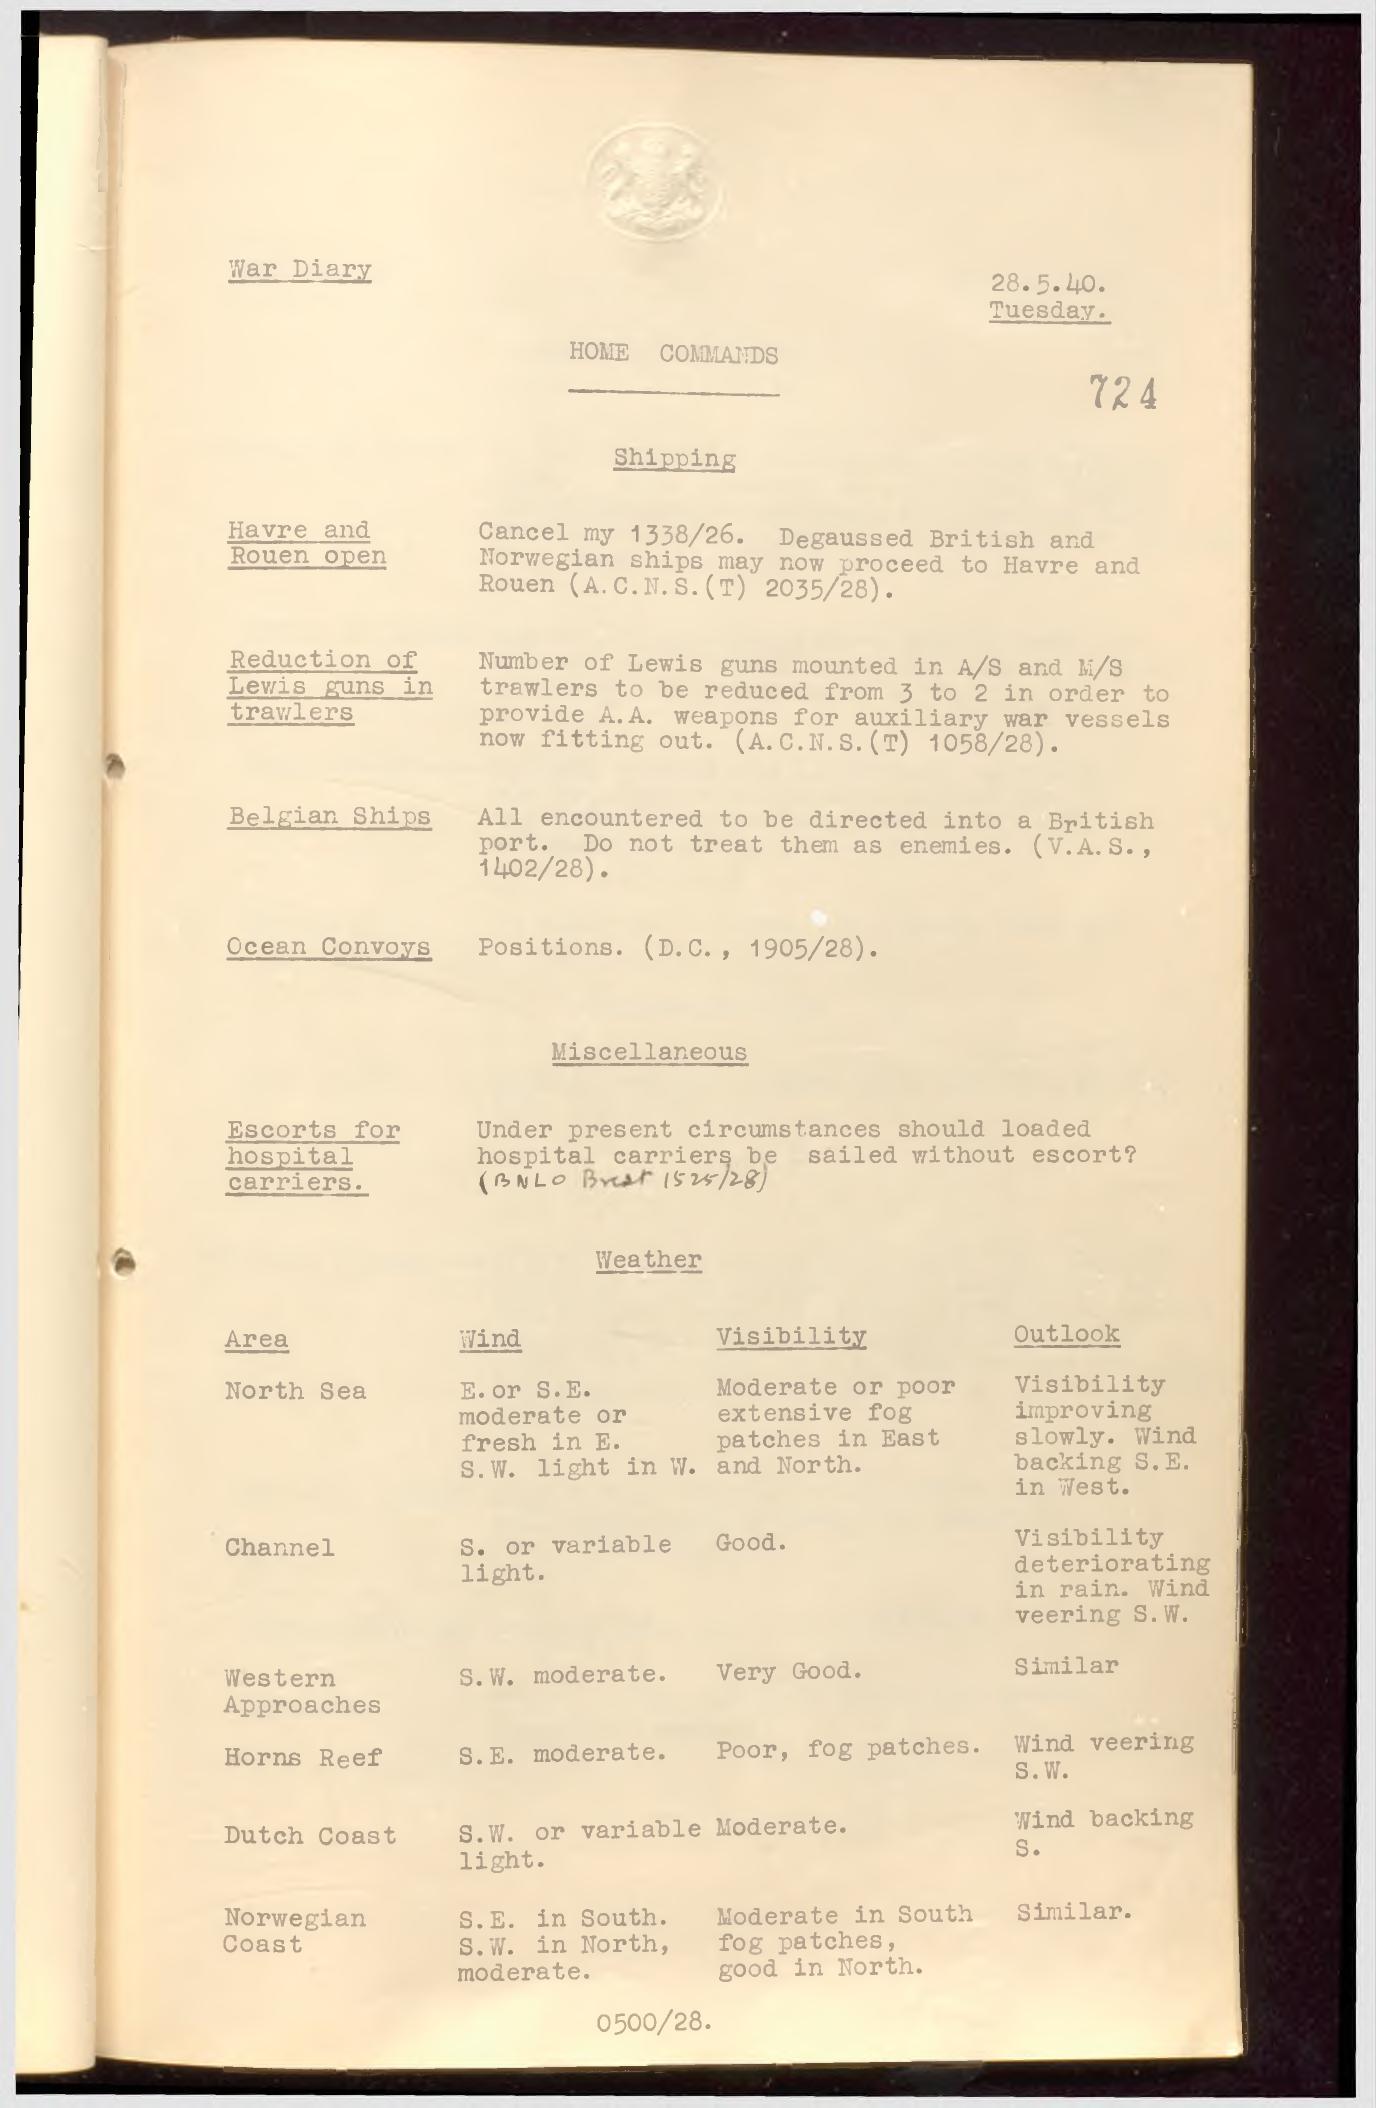 War Diary
28.5.40.
Tuesday.
HOME COMMANDS
724
Shipping
Havre and
Rouen open
Cancel my 1338/26. Degaussed British and
Norwegian ships may now proceed to Havre and
Rouen (A.C.N.S.(T) 2035/28).
Reduction of
Lewis guns in
trawlers
Number of Lewis guns mounted in A/S and M/S
trawlers to be reduced from 3 to 2 in order to
provide A.A. weapons for auxiliary war vessels
now fitting out. (A.C.N.S.(T) 1058/28).
Belgian Ships
All encountered to be directed into a British
port. Do not treat them as enemies. (V.A.S.,
1402/28).
Ocean Convoys
Positions. (D.C., 1905/28).
Miscellaneous
Escorts for
hospital
carriers.
Under present circumstances should loaded
hospital carriers be sailed without escort?
(BNLO Brest 1525/28)
Weather
Area Wind Visibility Outlook
North Sea
E. or S.E.
moderate or
fresh in E.
S.W. light in W.
Moderate or poor
extensive fog
patches in East
and North.
Visibility
improving
slowly. Wind
backing S.E.
in West.
Channel
S. or variable
light.
Good.
Visibility
deteriorating
in rain. Wind
veering S.W.
Western
Approaches
S.W. moderate.
Very Good.
Similar
Horns Reef
S.E. moderate.
Poor, fog patches.
Wind veering
S.W.
Dutch Coast
S.W. or variable
light.
Moderate.
Wind backing
S.
Norwegian
Coast
S.E. in South.
S.W. in North,
moderate.
Moderate in South
fog patches,
good in North.
Similar.
0500/28.